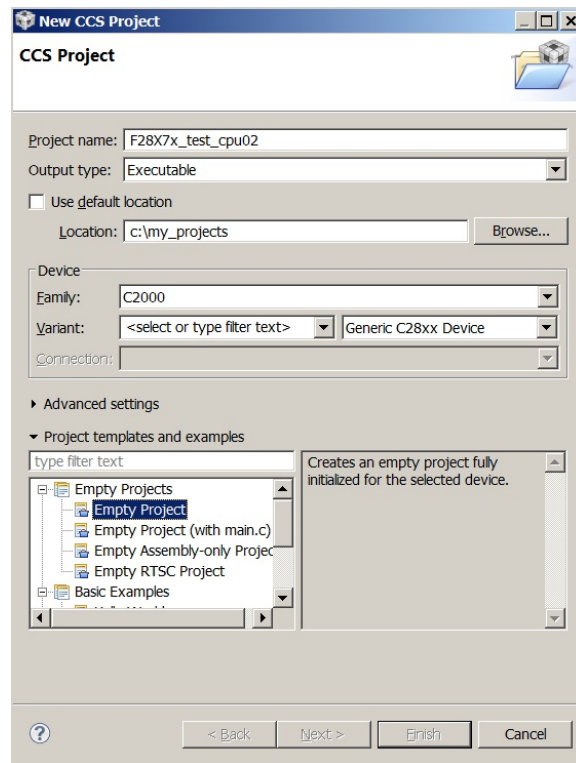 New CCS Project
CCS Project
Project name: F28X7x_test_cpu02
Output type: Executable
Use default location
Location: c:\my_projects Browse...
Device
Family: C2000
Variant: <select or type filter text> Generic C28xx Device
Connection:
Advanced settings
Project templates and examples
type filter text
Creates an empty project fully
initialized for the selected device.
Empty Projects
Empty Project
Empty Project (with main.c)
Empty Assembly-only Projec
Empty RTSC Project
Basic Examples
? < Back Next > Finish Cancel